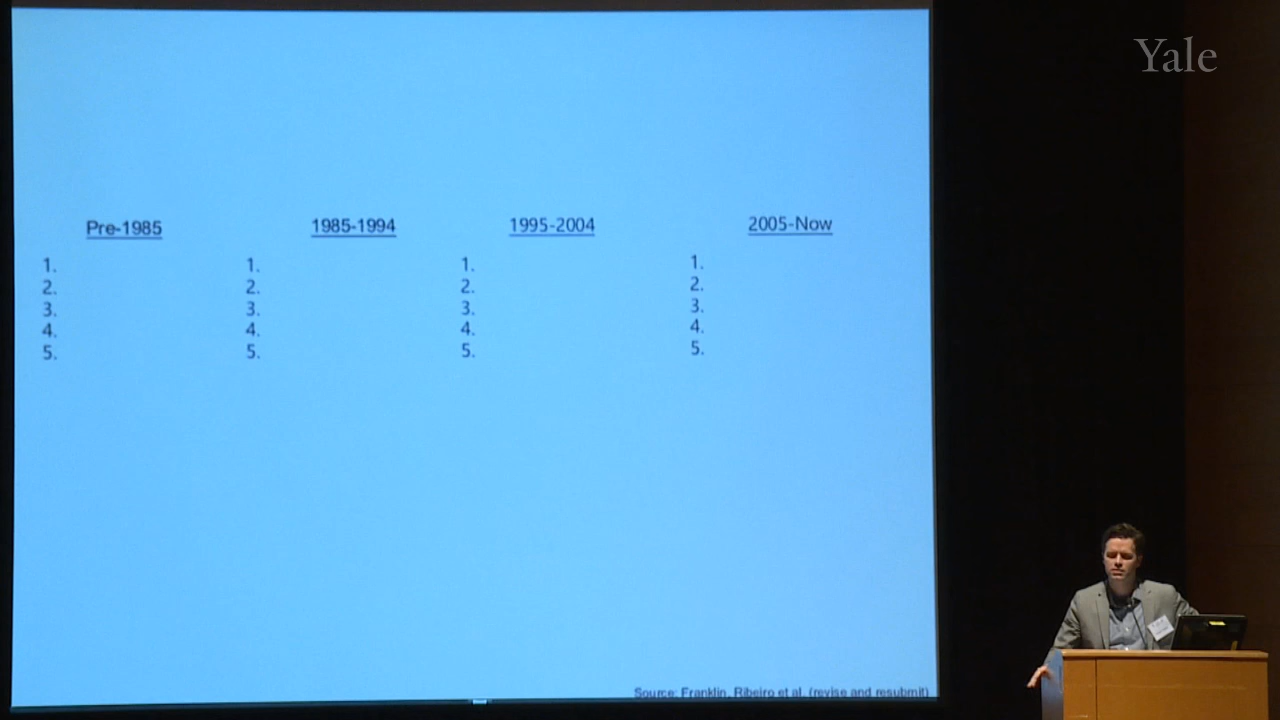 Yale
Pre-1985 1985-1994 1995-2004 2005-Now
1. 1. 1. 1.
2. 2. 2. 2.
3. 3. 3. 3.
4. 4. 4. 4.
5. 5. 5. 5.
Source: Franklin, Ribeiro et al. (revise and resubmit)